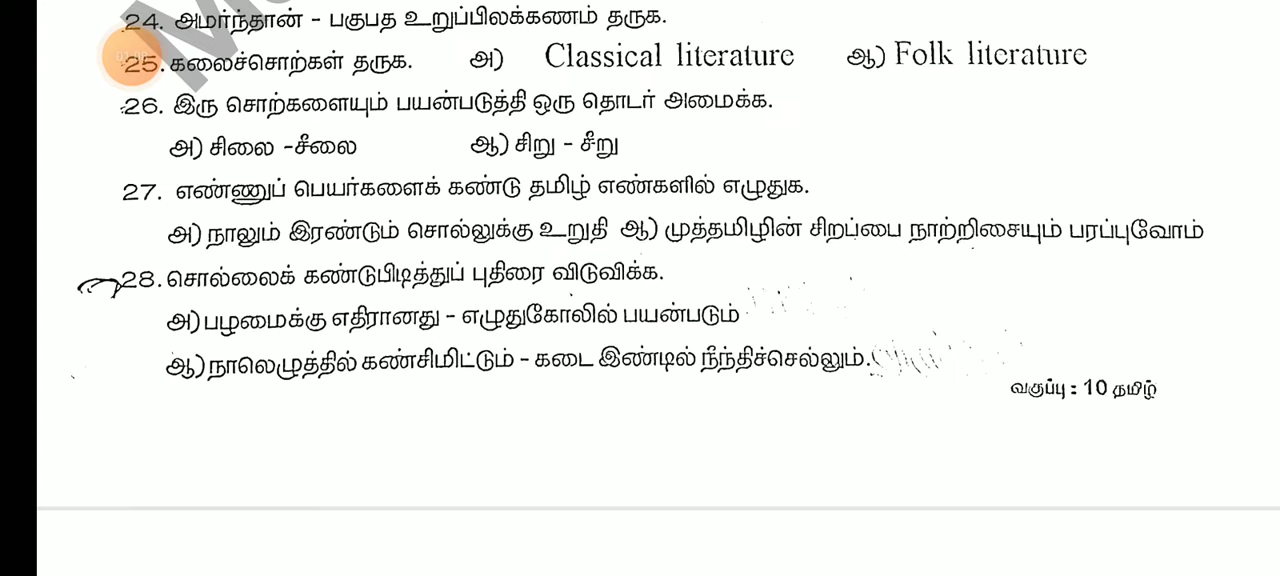 24. அமர்ந்தான் - பகுபத உறுப்பிலக்கணம் தருக.
25. கலைச்சொற்கள் தருக. அ) Classical literature ஆ) Folk literature
26. இரு சொற்களையும் பயன்படுத்தி ஒரு தொடர் அமைக்க.
அ) சிலை -சீலை ஆ) சிறு - சீறு
27. எண்ணுப் பெயர்களைக் கண்டு தமிழ் எண்களில் எழுதுக.
அ) நாலும் இரண்டும் சொல்லுக்கு உறுதி ஆ) முத்தமிழின் சிறப்பை நாற்றிசையும் பரப்புவோம்
28. சொல்லைக் கண்டுபிடித்துப் புதிரை விடுவிக்க.
அ) பழமைக்கு எதிரானது - எழுதுகோலில் பயன்படும்
ஆ) நாலெழுத்தில் கண்சிமிட்டும் - கடை இண்டில் நீந்திச்செல்லும்.
வகுப்பு : 10 தமிழ்